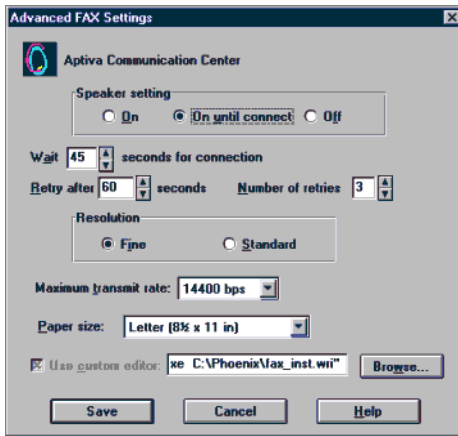 Advanced FAX Settings
Aptiva Communication Center
Speaker setting
On On until connect Off
Wait 45 seconds for connection
Retry after 60 seconds Number of retries 3
Resolution
Fine Standard
Maximum transmit rate: 14400 bps
Paper size: Letter (8½ x 11 in)
Use custom editor: xe C:\Phoenix\fax_inst.wri" Browse...
Save Cancel Help